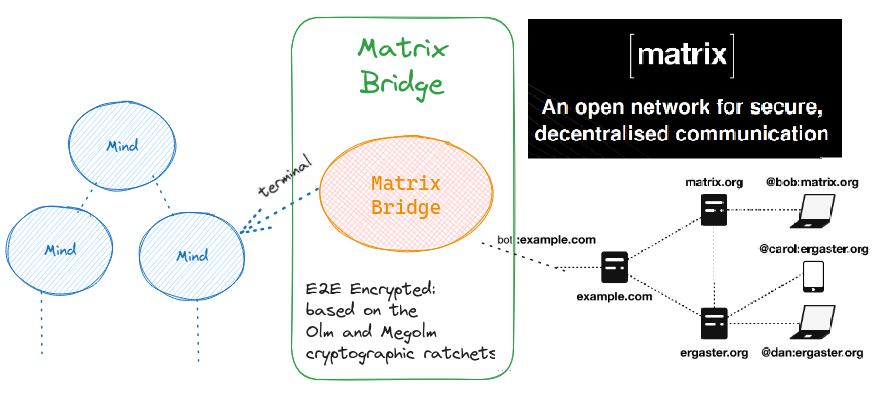 Matrix
Bridge
[matrix]
An open network for secure,
decentralised communication
Mind
Mind
Mind
terminal
Matrix
Bridge
E2E Encrypted:
based on the
Olm and Megolm
cryptographic ratchets
bot:example.com
example.com
matrix.org
@bob:matrix.org
@carol:ergaster.org
ergaster.org
@dan:ergaster.org